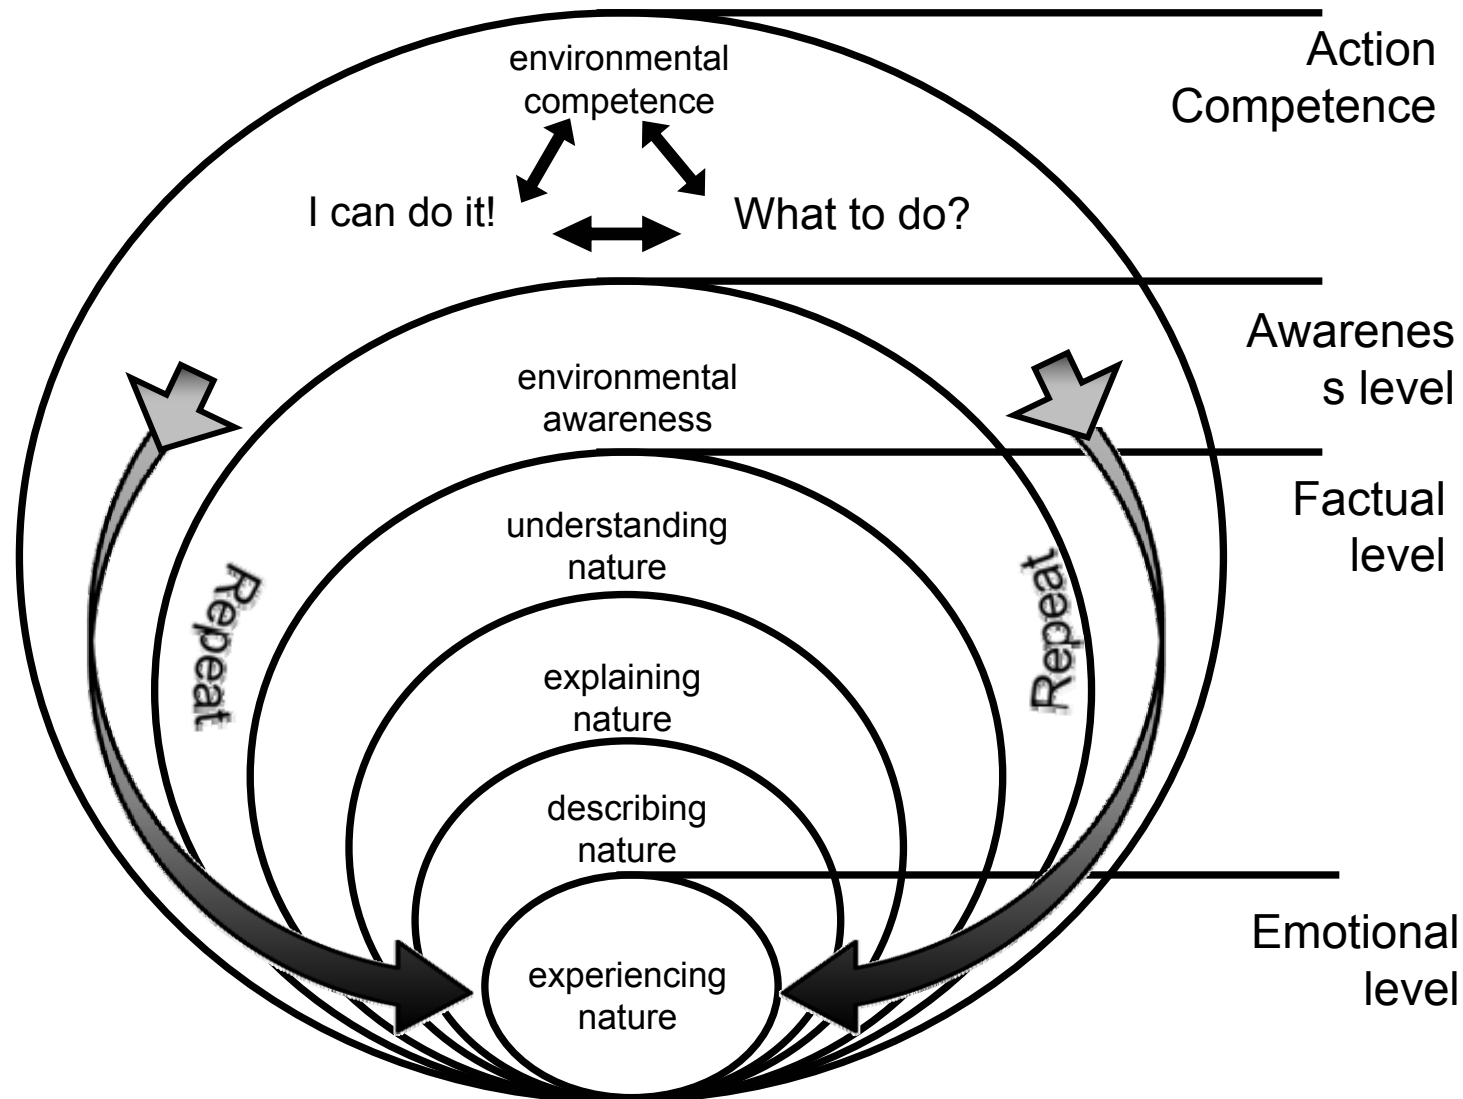 Action
Competence
environmental
competence
I can do it!
What to do?
Awarenes
s level
environmental
awareness
Factual
level
understanding
nature
Repeat
Repeat
explaining
nature
describing
nature
Emotional
level
experiencing
nature